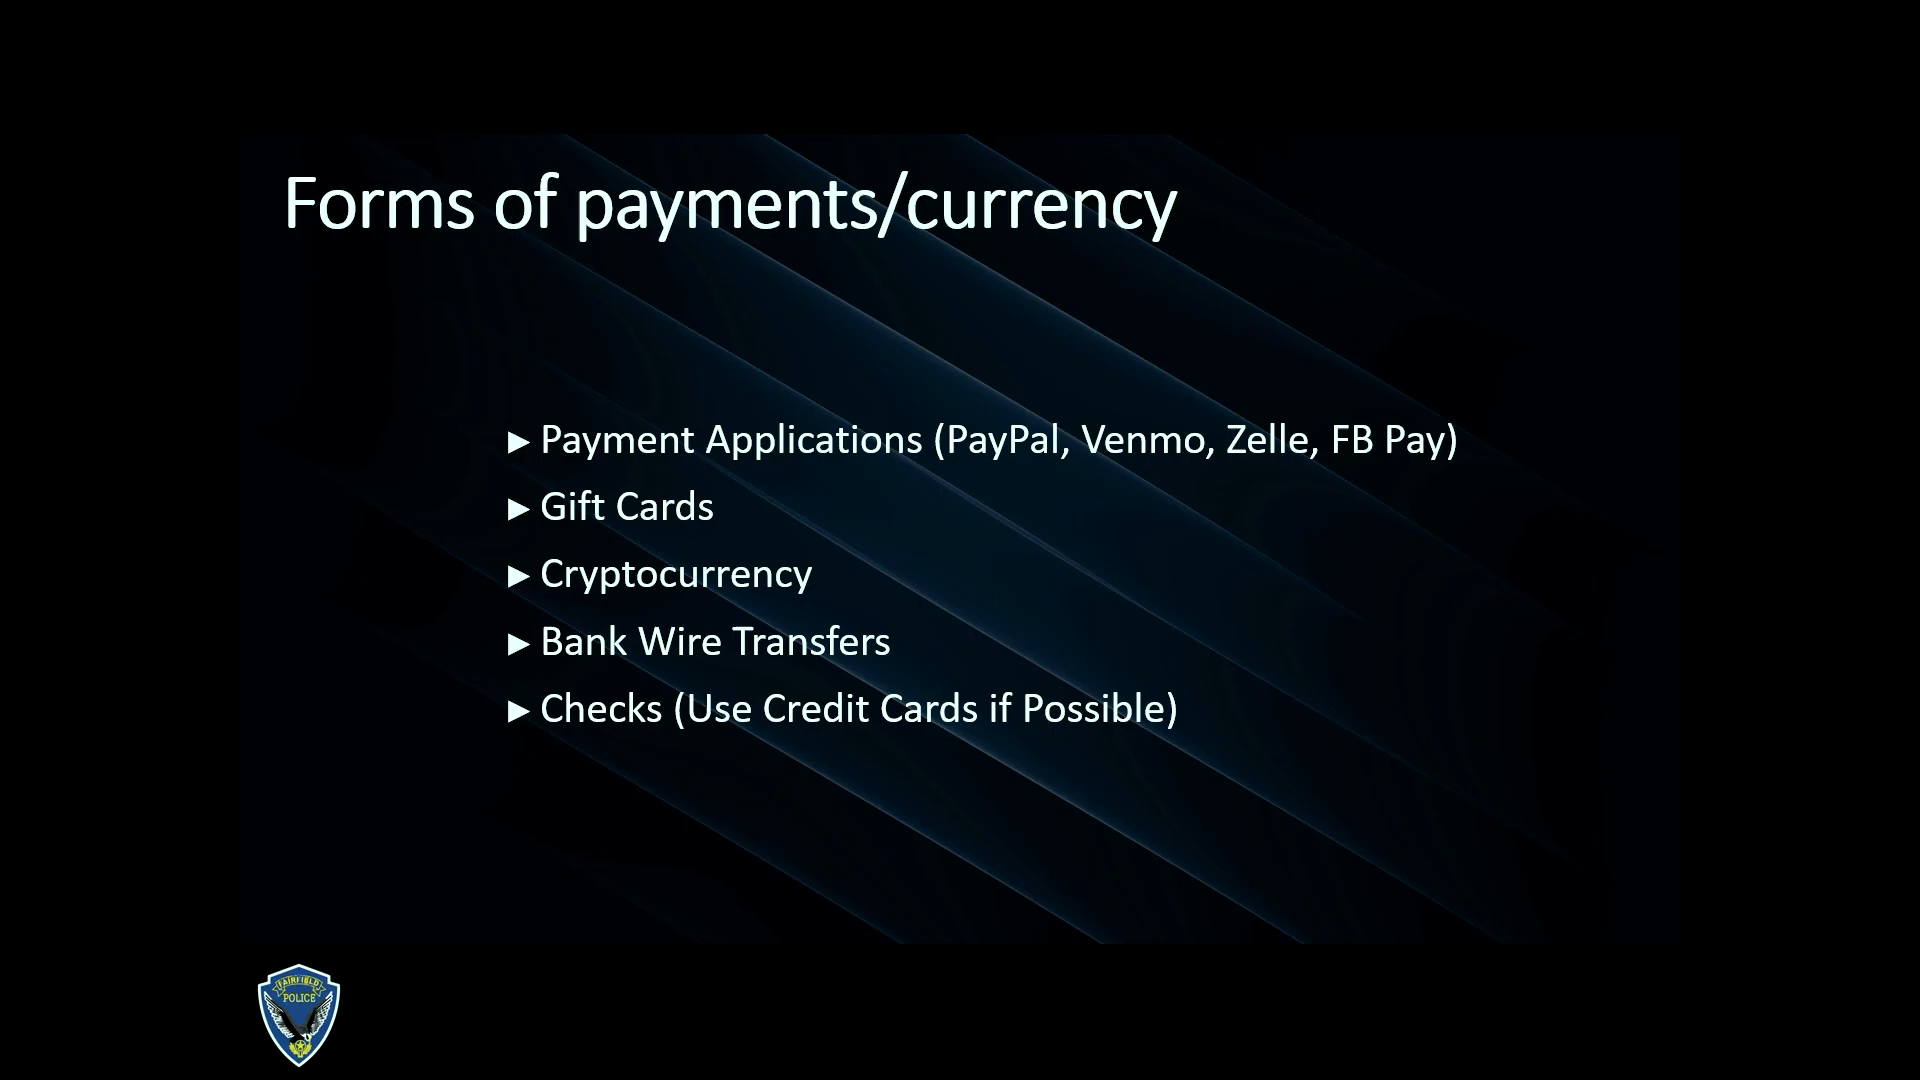 Forms of payments/currency
► Payment Applications (PayPal, Venmo, Zelle, FB Pay)
► Gift Cards
► Cryptocurrency
► Bank Wire Transfers
► Checks (Use Credit Cards if Possible)
FAIRFIELD
POLICE